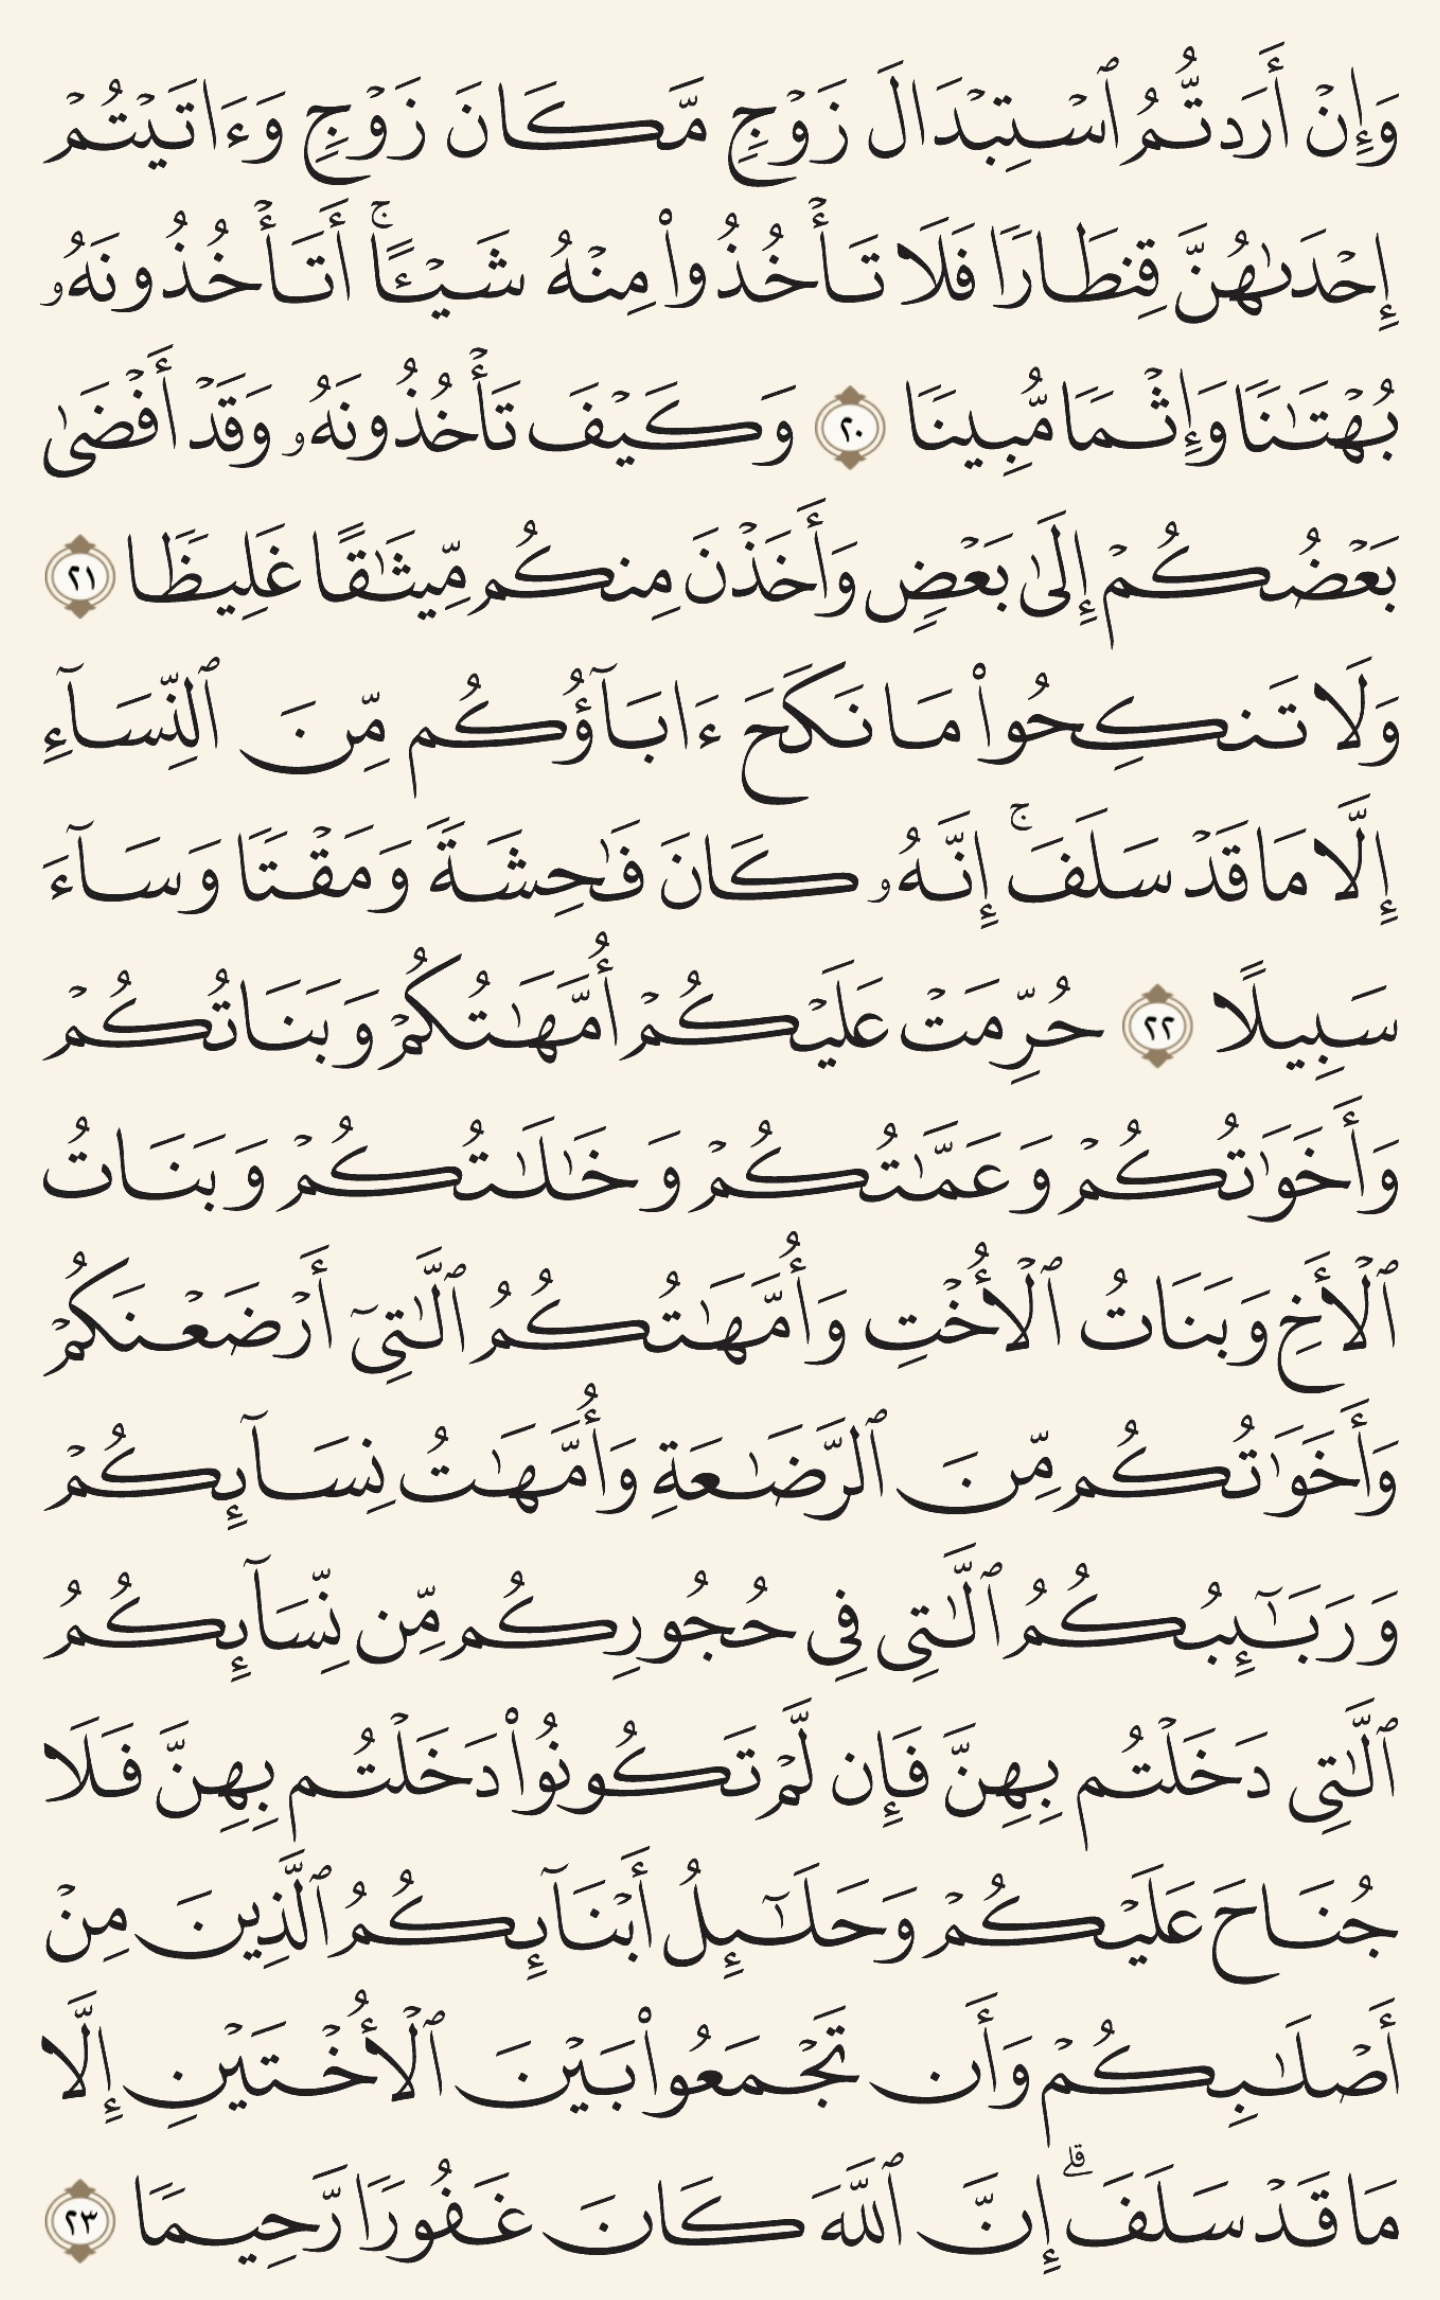 وَإِنْ أَرَدتُّمُ ٱسْتِبْدَالَ زَوْجٍ مَّكَانَ زَوْجٍ وَءَاتَيْتُمْ
إِحْدَىٰهُنَّ قِنطَارًا فَلَا تَأْخُذُوا۟ مِنْهُ شَيْـًٔا ۚ أَتَأْخُذُونَهُۥ
بُهْتَـٰنًا وَإِثْمًا مُّبِينًا ٢٠ وَكَيْفَ تَأْخُذُونَهُۥ وَقَدْ أَفْضَىٰ
بَعْضُكُمْ إِلَىٰ بَعْضٍ وَأَخَذْنَ مِنكُم مِّيثَـٰقًا غَلِيظًا ٢١
وَلَا تَنكِحُوا۟ مَا نَكَحَ ءَابَآؤُكُم مِّنَ ٱلنِّسَآءِ
إِلَّا مَا قَدْ سَلَفَ ۚ إِنَّهُۥ كَانَ فَـٰحِشَةً وَمَقْتًا وَسَآءَ
سَبِيلًا ٢٢ حُرِّمَتْ عَلَيْكُمْ أُمَّهَـٰتُكُمْ وَبَنَاتُكُمْ
وَأَخَوَٰتُكُمْ وَعَمَّـٰتُكُمْ وَخَـٰلَـٰتُكُمْ وَبَنَاتُ
ٱلْأَخِ وَبَنَاتُ ٱلْأُخْتِ وَأُمَّهَـٰتُكُمُ ٱلَّـٰتِىٓ أَرْضَعْنَكُمْ
وَأَخَوَٰتُكُم مِّنَ ٱلرَّضَـٰعَةِ وَأُمَّهَـٰتُ نِسَآئِكُمْ
وَرَبَـٰٓئِبُكُمُ ٱلَّـٰتِى فِى حُجُورِكُم مِّن نِّسَآئِكُمُ
ٱلَّـٰتِى دَخَلْتُم بِهِنَّ فَإِن لَّمْ تَكُونُوا۟ دَخَلْتُم بِهِنَّ فَلَا
جُنَاحَ عَلَيْكُمْ وَحَلَـٰٓئِلُ أَبْنَآئِكُمُ ٱلَّذِينَ مِنْ
أَصْلَـٰبِكُمْ وَأَن تَجْمَعُوا۟ بَيْنَ ٱلْأُخْتَيْنِ إِلَّا
مَا قَدْ سَلَفَ ۗ إِنَّ ٱللَّهَ كَانَ غَفُورًا رَّحِيمًا ٢٣